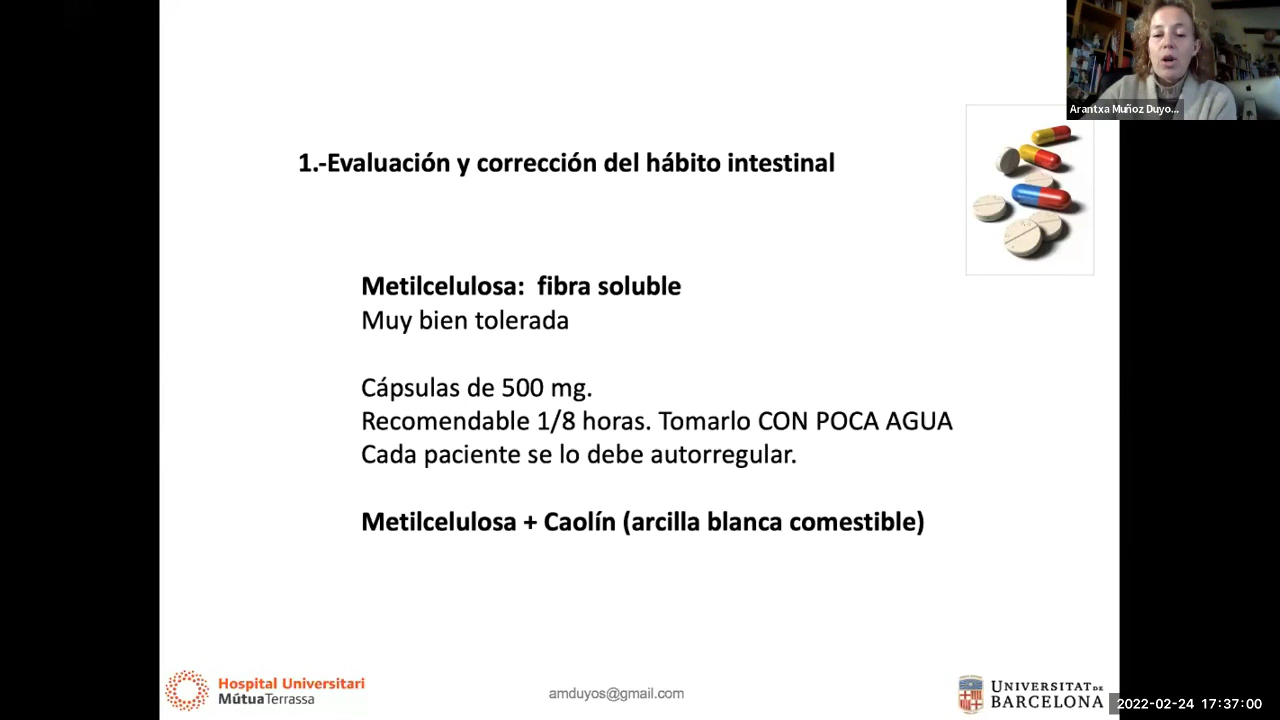 Arantxa Muñoz Duyo...
1.-Evaluación y corrección del hábito intestinal
Metilcelulosa: fibra soluble
Muy bien tolerada
Cápsulas de 500 mg.
Recomendable 1/8 horas. Tomarlo CON POCA AGUA
Cada paciente se lo debe autorregular.
Metilcelulosa + Caolín (arcilla blanca comestible)
Hospital Universitari
MútuaTerrassa
amduyos@gmail.com
UNIVERSITAT DE
BARCELONA
2022-02-24 17:37:00